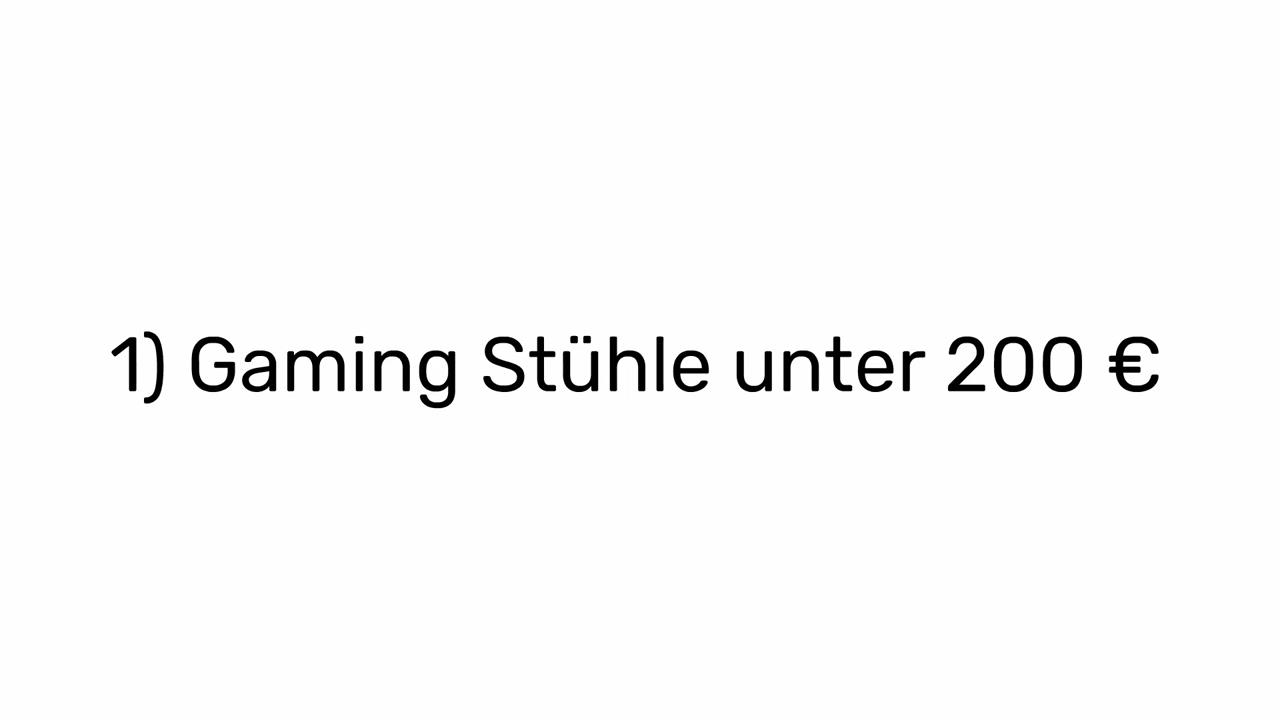 1) Gaming Stühle unter 200 €